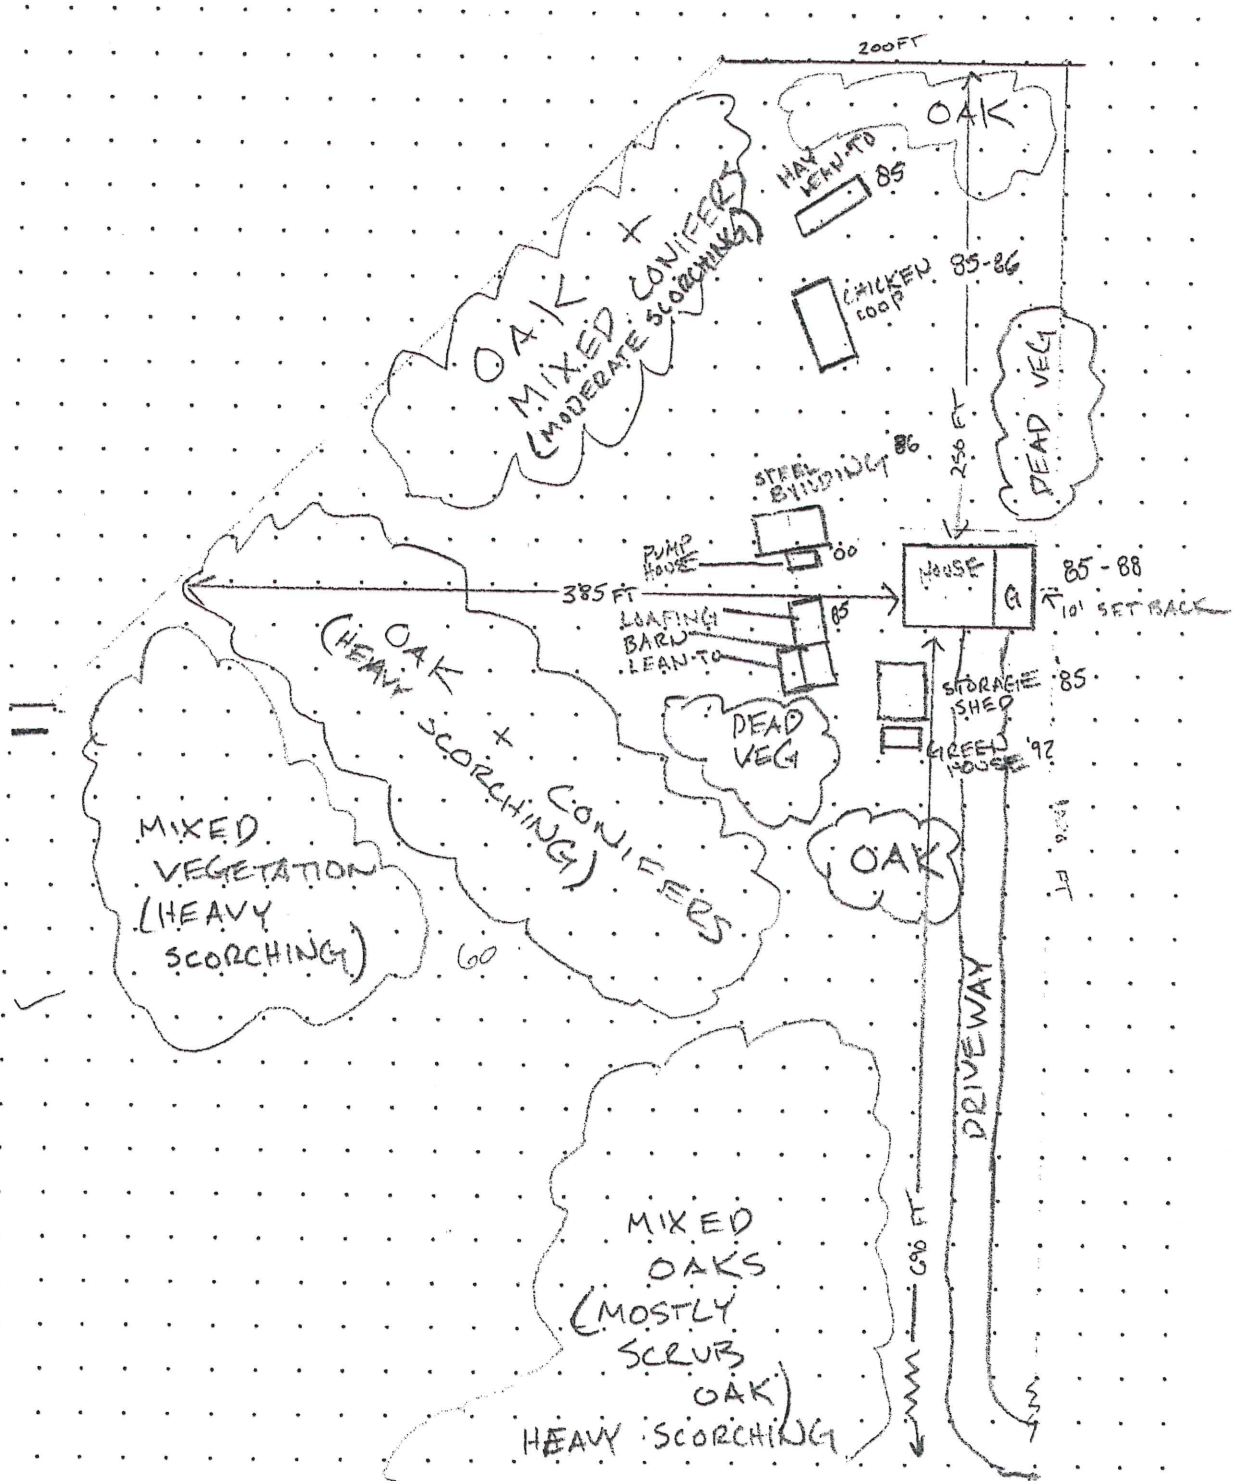 200FT
OAK
HAY
LEAN-TO
85
OAK
X
MIXED CONIFERS
(MODERATE SCORCHING)
CHICKEN
COOP
85-86
DEAD VEG
250 FT
STEEL
BUILDING
86
PUMP
HOUSE
'00
HOUSE
G
85-88
10' SET BACK
385 FT
LOAFING
BARN
85
LEAN-TO
OAK
X
CONIFERS
(HEAVY SCORCHING)
STORAGE
SHED
'85
GREEN
HOUSE
'92
DEAD
VEG
OAK
MIXED
VEGETATION
(HEAVY
SCORCHING)
60
FT
DRIVEWAY
FT
MIXED
OAKS
(MOSTLY
SCRUB
OAK)
HEAVY SCORCHING